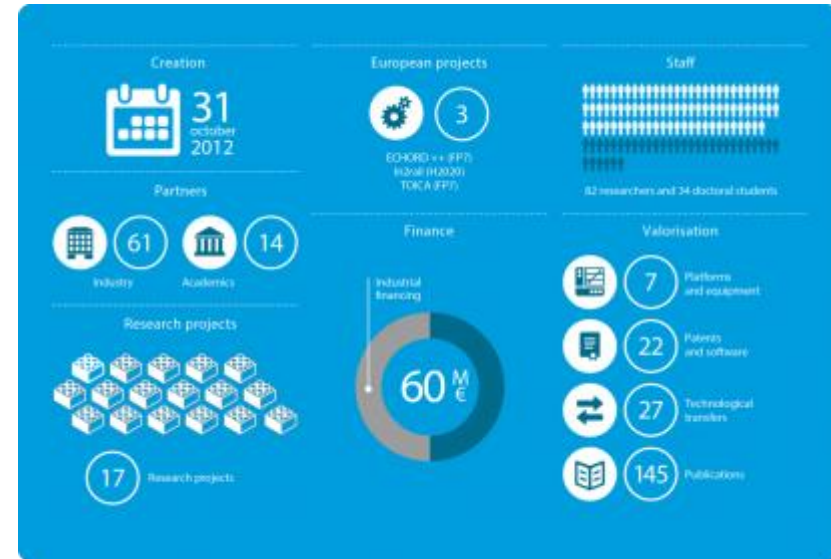 Creation
31
october
2012
Partners
61
14
Industry
Academics
Research projects
17
Research projects
European projects
3
ECHORD ++ (FP7)
In2rail (H2020)
TOICA (FP7)
Finance
Industrial
financing
60 M
€
Staff
82 researchers and 34 doctoral students
Valorisation
7
Platforms
and equipment
22
Patents
and software
27
Technological
transfers
145
Publications